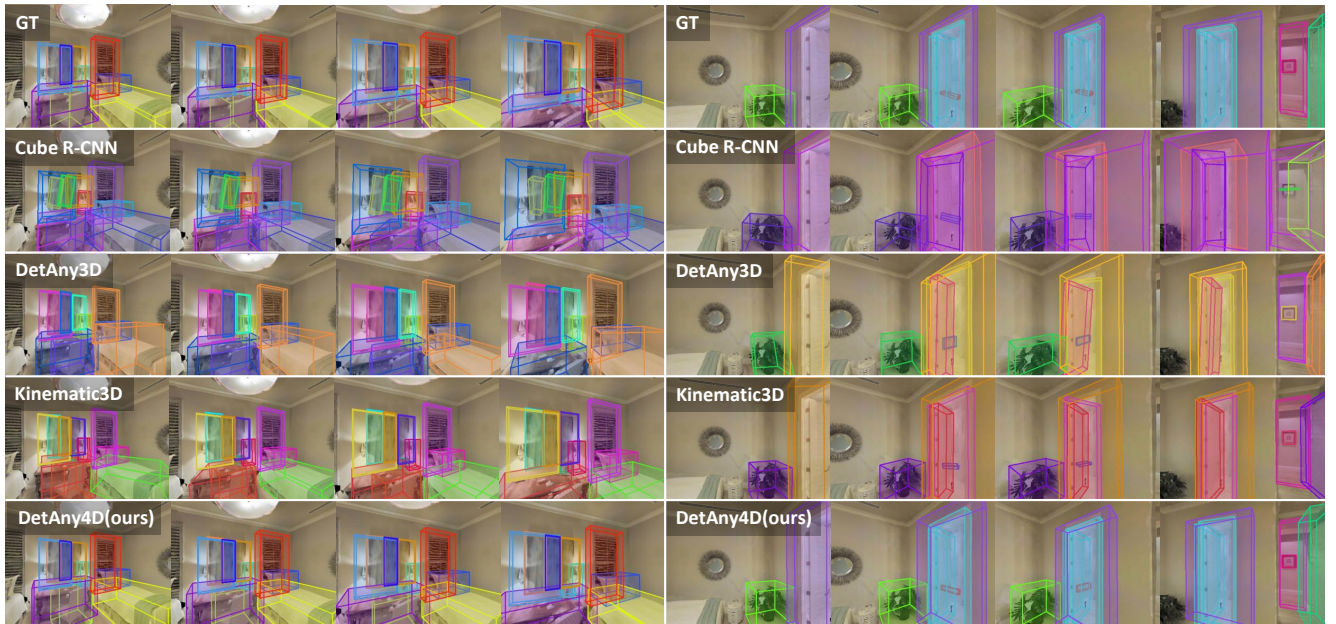 GT
GT
Cube R-CNN
Cube R-CNN
DetAny3D
DetAny3D
Kinematic3D
Kinematic3D
DetAny4D(ours)
DetAny4D(ours)